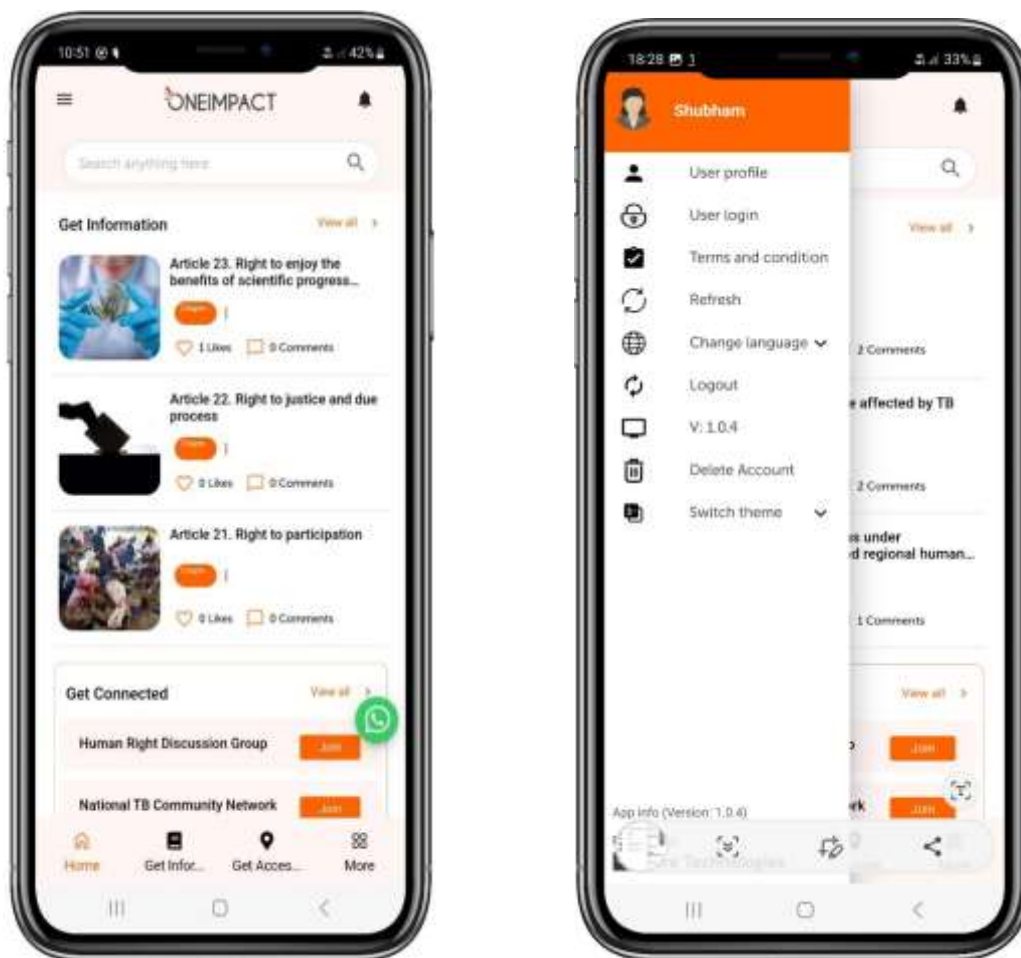 10:51
42%
ONEIMPACT
Search anything here
Get Information
View all >
Article 23. Right to enjoy the
benefits of scientific progress...
1 Likes
0 Comments
Article 22. Right to justice and due
process
0 Likes
0 Comments
Article 21. Right to participation
0 Likes
0 Comments
Get Connected
View all >
Human Right Discussion Group
Join
National TB Community Network
Join
Home
Get Infor...
Get Acces...
More
18:28
33%
Shubham
User profile
User login
Terms and condition
Refresh
Change language
Logout
V: 1.0.4
Delete Account
Switch theme
App info (Version: 1.0.4)
Technologies
View all >
2 Comments
affected by TB
2 Comments
under
regional human...
1 Comments
View all >
Join
rk
Join